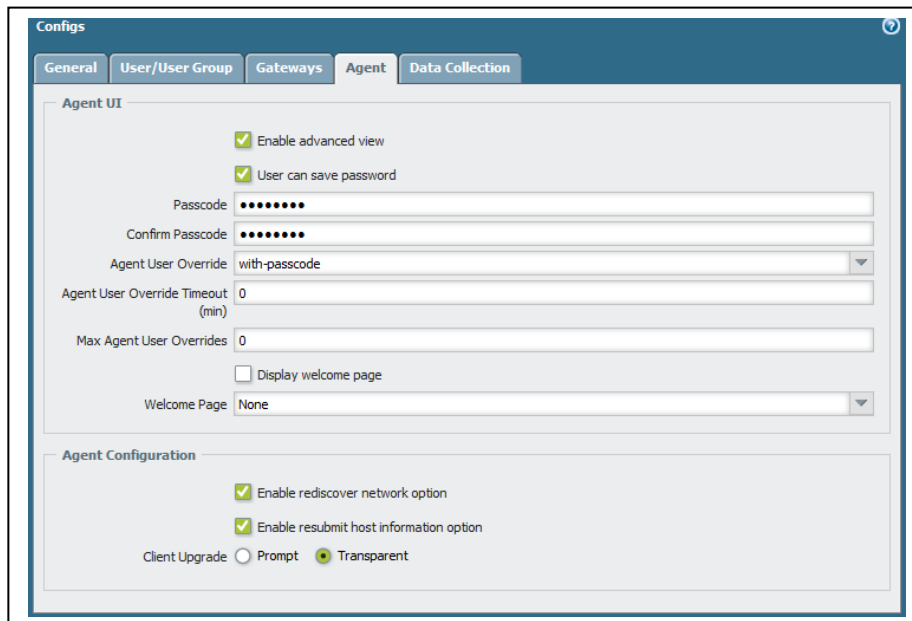 Configs
General
User/User Group
Gateways
Agent
Data Collection
Agent UI
Enable advanced view
User can save password
Passcode ●●●●●●●●
Confirm Passcode ●●●●●●●●
Agent User Override with-passcode
Agent User Override Timeout 0
(min)
Max Agent User Overrides 0
Display welcome page
Welcome Page None
Agent Configuration
Enable rediscover network option
Enable resubmit host information option
Client Upgrade Prompt Transparent